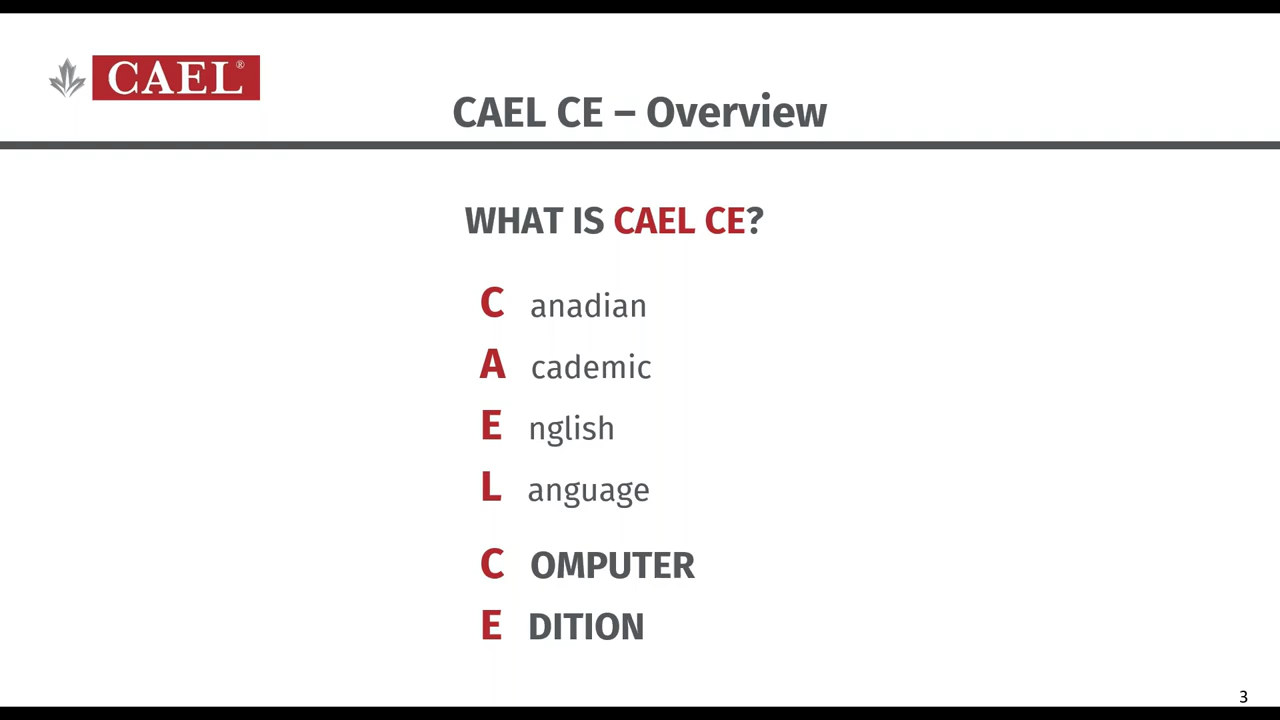 CAEL®
CAEL CE – Overview
WHAT IS CAEL CE?
C anadian
A cademic
E nglish
L anguage
C OMPUTER
E DITION
3